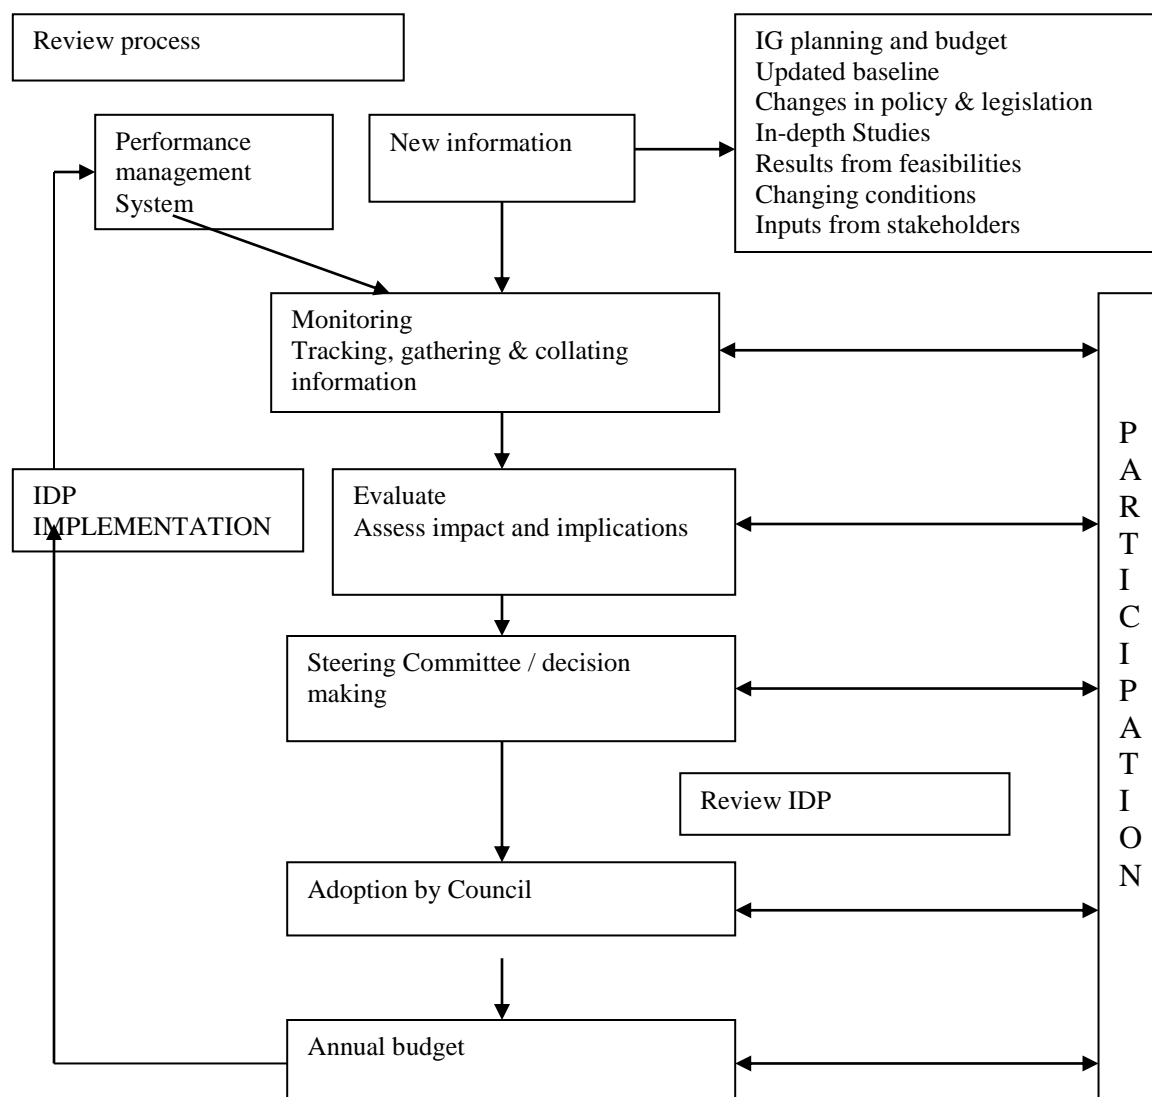 Review process
IG planning and budget
Updated baseline
Changes in policy & legislation
In-depth Studies
Results from feasibilities
Changing conditions
Inputs from stakeholders
Performance
management
System
New information
Monitoring
Tracking, gathering & collating
information
PARTICIPATION
IDP
IMPLEMENTATION
Evaluate
Assess impact and implications
Steering Committee / decision
making
Review IDP
Adoption by Council
Annual budget